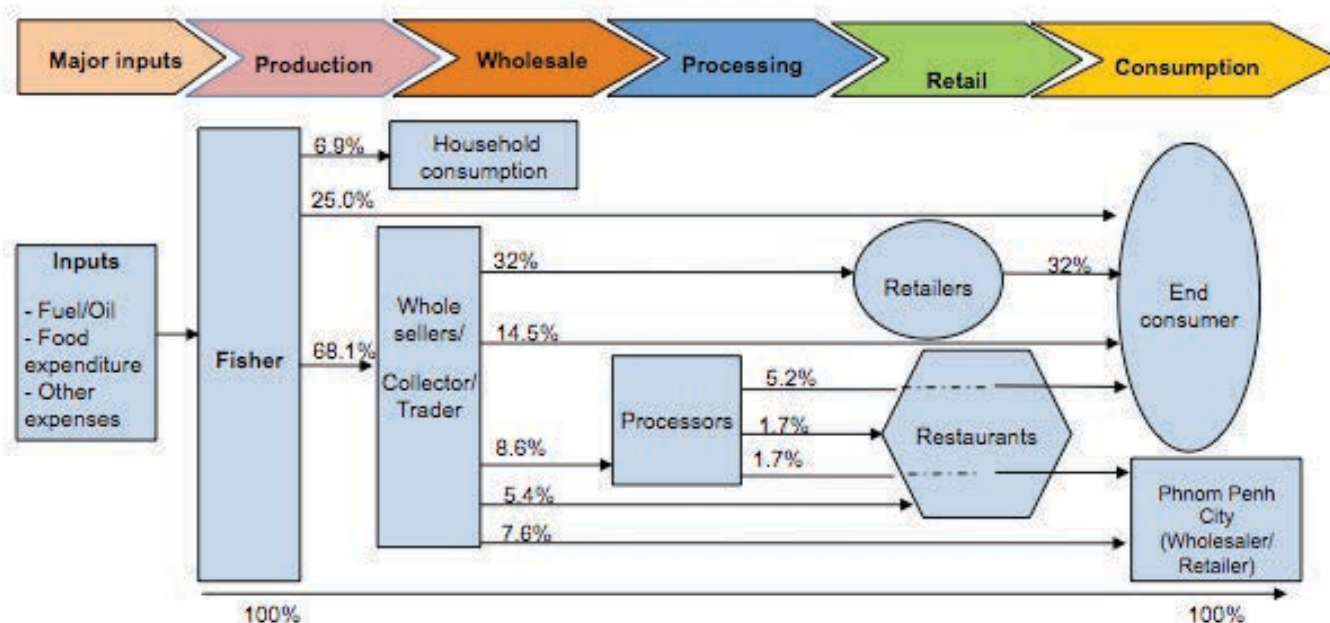 Major inputs
Production
Wholesale
Processing
Retail
Consumption
6.9%
Household
consumption
25.0%
Inputs
- Fuel/Oil
- Food
expenditure
- Other
expenses
Fisher
68.1%
Whole
sellers/
Collector/
Trader
32%
Retailers
32%
End
consumer
14.5%
Processors
5.2%
1.7%
1.7%
Restaurants
8.6%
5.4%
7.6%
Phnom Penh
City
(Wholesaler/
Retailer)
100%
100%